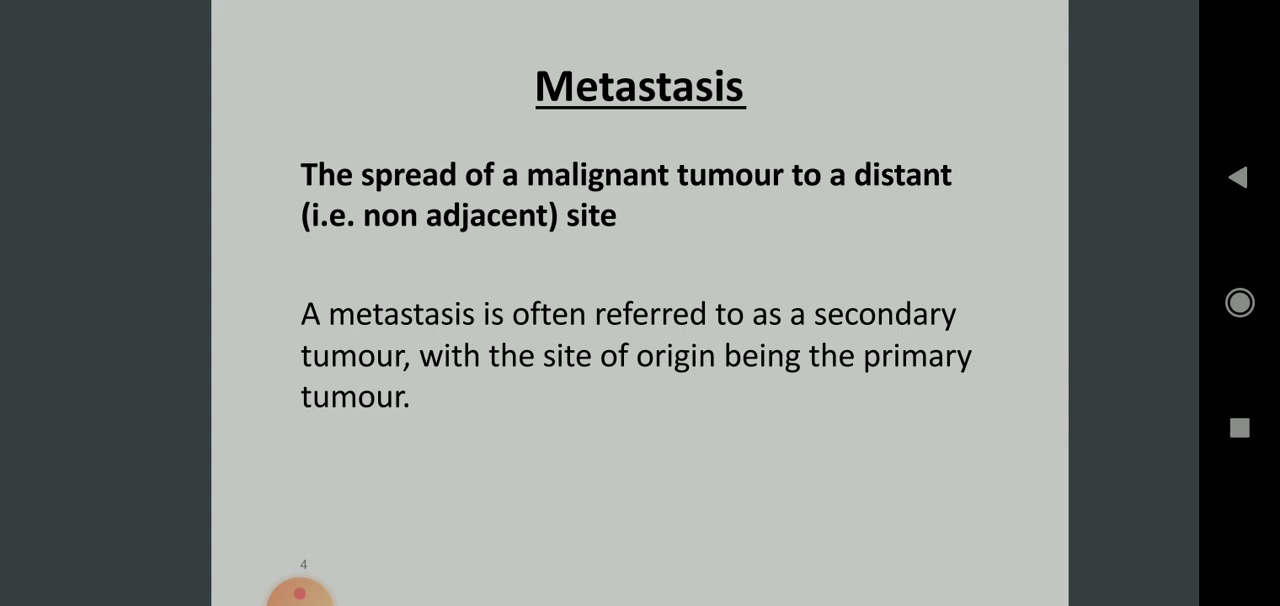 Metastasis
The spread of a malignant tumour to a distant
(i.e. non adjacent) site
A metastasis is often referred to as a secondary
tumour, with the site of origin being the primary
tumour.
4